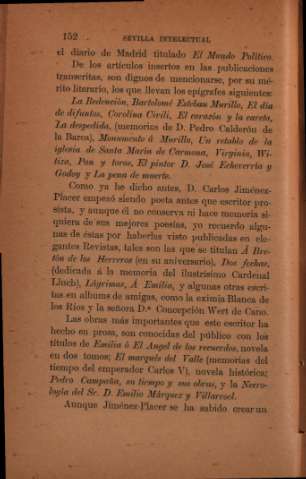 152 SEVILLA INTELECTUAL
el diario de Madrid titulado El Mundo Político.
De los artículos insertos en las publicaciones
transcritas, son dignos de mencionarse, por su mé-
rito literario, los que llevan los epígrafes siguientes:
La Redención, Bartolomé Esteban Murillo, El día
de difuntos, Corolina Civili, El corazón y la careta,
La despedida, (memorias de D. Pedro Calderón de
la Barca), Monumento á Murillo, Un retablo de la
iglesia de Santa María de Carmona, Virginia, Wi-
tiza, Pan y toros, El pintor D. José Echeverría y
Godoy y La pena de muerte.
Como ya he dicho antes, D. Carlos Jiménez-
Placer empezó siendo poeta antes que escritor pro-
sista, y aunque él no conserva ni hace memoria si-
quiera de sus mejores poesías, yo recuerdo algu-
nas de éstas por haberlas visto publicadas en ele-
gantes Revistas, tales son las que se titulan Á Bre-
tón de los Herreros (en su aniversario), Dos fechas,
(dedicada á la memoria del ilustrísimo Cardenal
Lluch), Lágrimas, Á Emilia, y algunas otras escri-
tas en albums de amigas, como la eximia Blanca de
los Ríos y la señora D.ª Concepción Wert de Cano.
Las obras más importantes que este escritor ha
hecho en prosa, son conocidas del público con los
títulos de Emilia ó El Angel de los recuerdos, novela
en dos tomos; El marqués del Valle (memorias del
tiempo del emperador Carlos V), novela histórica;
Pedro Campaña, su tiempo y sus obras, y la Necro-
logía del Sr. D. Emilio Márquez y Villarroel.
Aunque Jiménez-Placer se ha sabido crear un